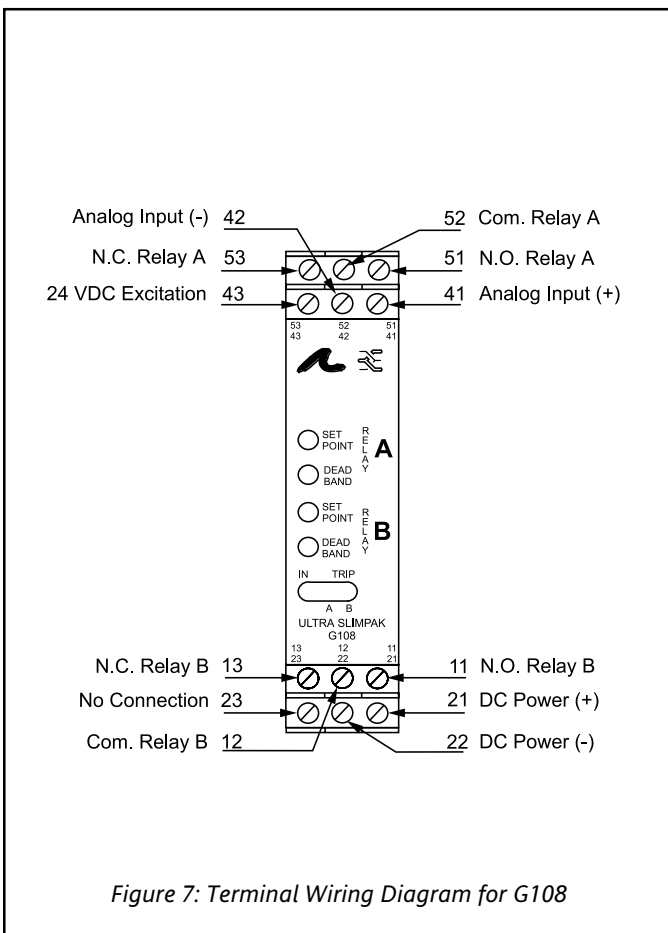 Analog Input (-) 42
52 Com. Relay A
N.C. Relay A 53
51 N.O. Relay A
24 VDC Excitation 43
41 Analog Input (+)
53 52 51
43 42 41
SET POINT
DEAD BAND
RELAY
A
SET POINT
DEAD BAND
RELAY
B
IN TRIP
A B
ULTRA SLIMPAK
G108
13 12 11
23 22 21
N.C. Relay B 13
11 N.O. Relay B
No Connection 23
21 DC Power (+)
Com. Relay B 12
22 DC Power (-)
Figure 7: Terminal Wiring Diagram for G108